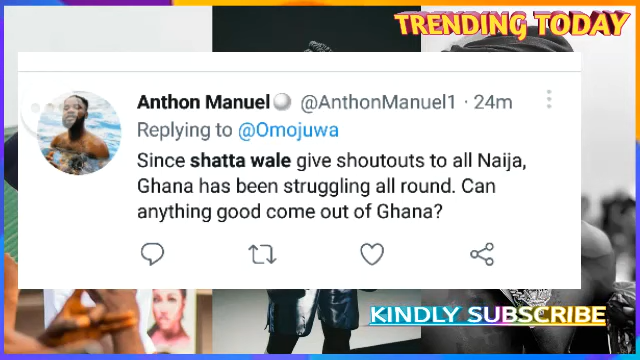 TRENDING TODAY
Anthon Manuel @AnthonManuel1 · 24m
Replying to @Omojuwa
Since shatta wale give shoutouts to all Naija,
Ghana has been struggling all round. Can
anything good come out of Ghana?
KINDLY SUBSCRIBE